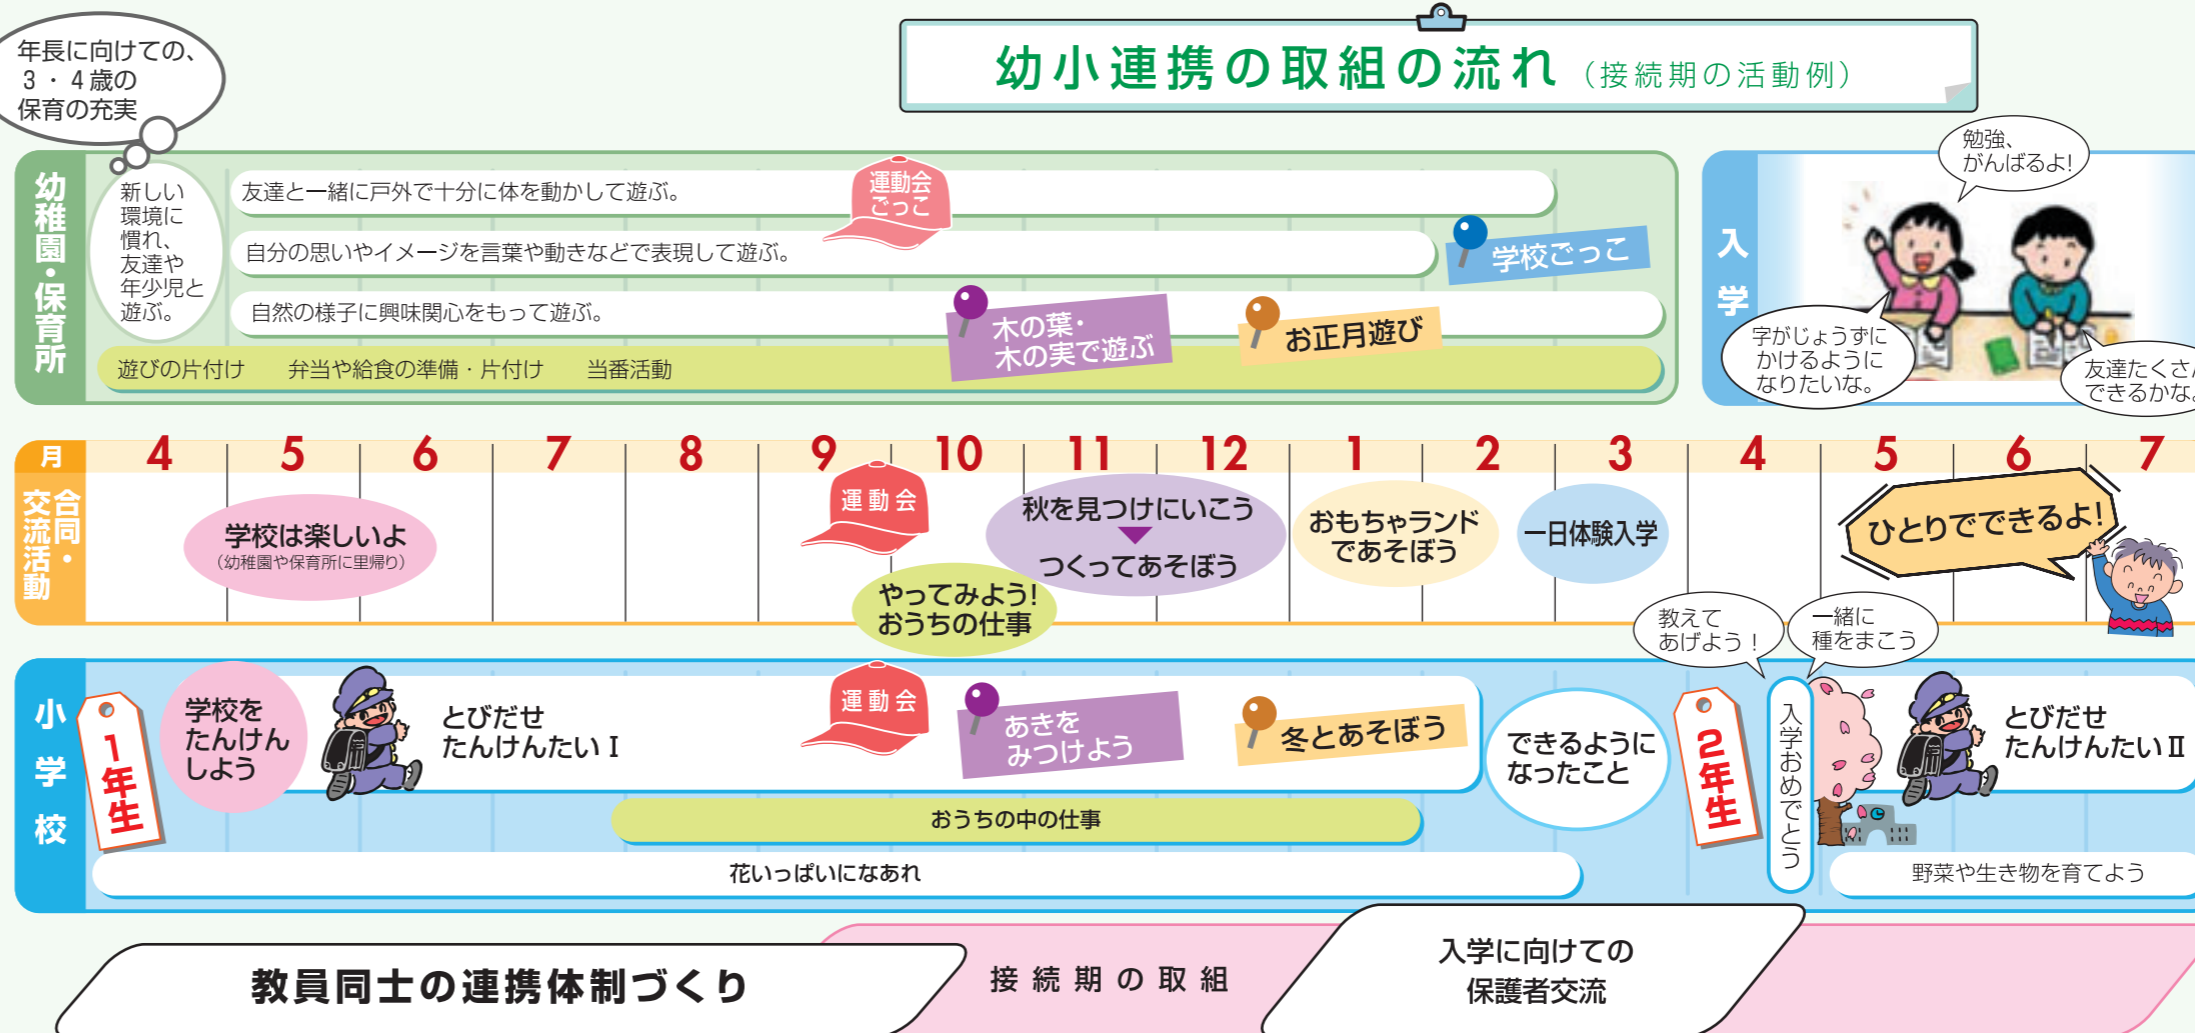 幼小連携の取組の流れ（接続期の活動例）
年長に向けての、
３・４歳の
保育の充実
幼稚園・保育所
新しい
環境に
慣れ、
友達や
年少児と
遊ぶ。
友達と一緒に戸外で十分に体を動かして遊ぶ。
運動会
ごっこ
自分の思いやイメージを言葉や動きなどで表現して遊ぶ。
学校ごっこ
自然の様子に興味関心をもって遊ぶ。
木の葉・
木の実で遊ぶ
お正月遊び
遊びの片付け　弁当や給食の準備・片付け　当番活動
入学
勉強、
がんばるよ!
字がじょうずに
かけるように
なりたいな。
友達たくさん
できるかな。
月 4 5 6 7 8 9 10 11 12 1 2 3 4 5 6 7
合同・
交流活動
学校は楽しいよ
（幼稚園や保育所に里帰り）
運動会
やってみよう!
おうちの仕事
秋を見つけにいこう
つくってあそぼう
おもちゃランド
であそぼう
一日体験入学
ひとりでできるよ!
教えて
あげよう！
一緒に
種をまこう
小学校
1年生
学校を
たんけん
しよう
とびだせ
たんけんたいⅠ
運動会
あきを
みつけよう
冬とあそぼう
できるように
なったこと
おうちの中の仕事
花いっぱいになあれ
2年生
入学おめでとう
とびだせ
たんけんたいⅡ
野菜や生き物を育てよう
教員同士の連携体制づくり
接続期の取組
入学に向けての
保護者交流